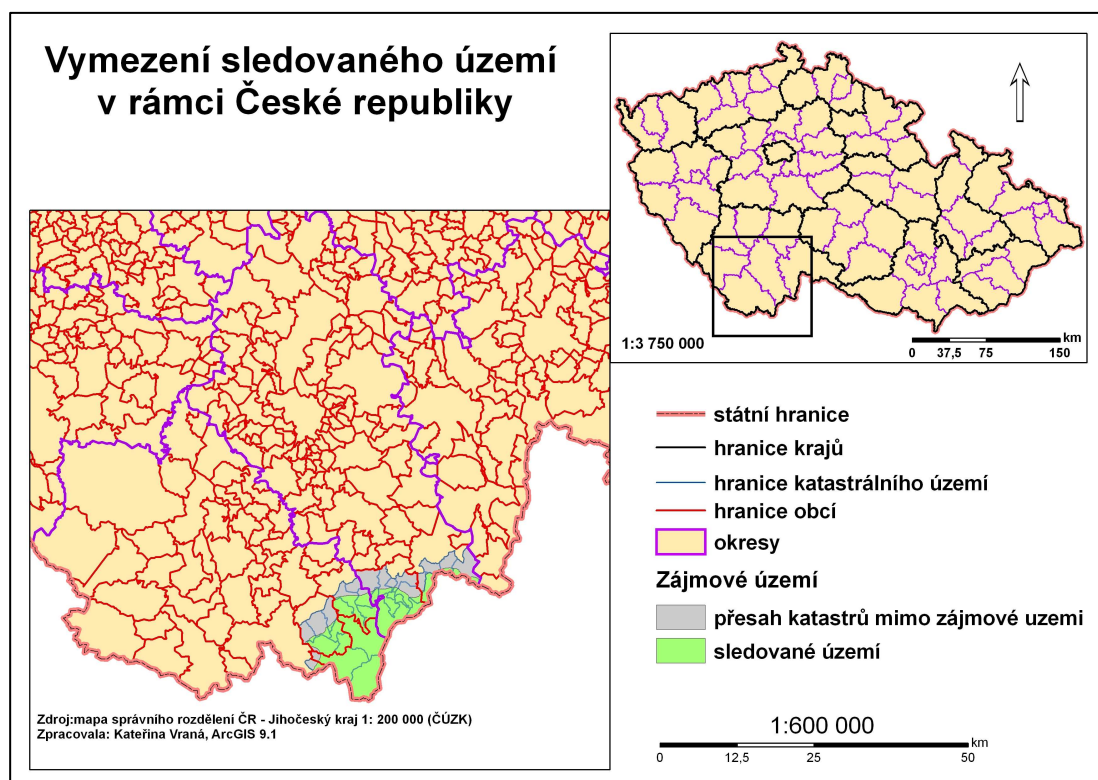 Vymezení sledovaného území
v rámci České republiky
1:3 750 000
km
0 37,5 75 150
státní hranice
hranice krajů
hranice katastrálního území
hranice obcí
okresy
Zájmové území
přesah katastrů mimo zájmové uzemi
sledované území
Zdroj:mapa správního rozdělení ČR - Jihočeský kraj 1: 200 000 (ČÚZK)
Zpracovala: Kateřina Vraná, ArcGIS 9.1
1:600 000
km
0 12,5 25 50